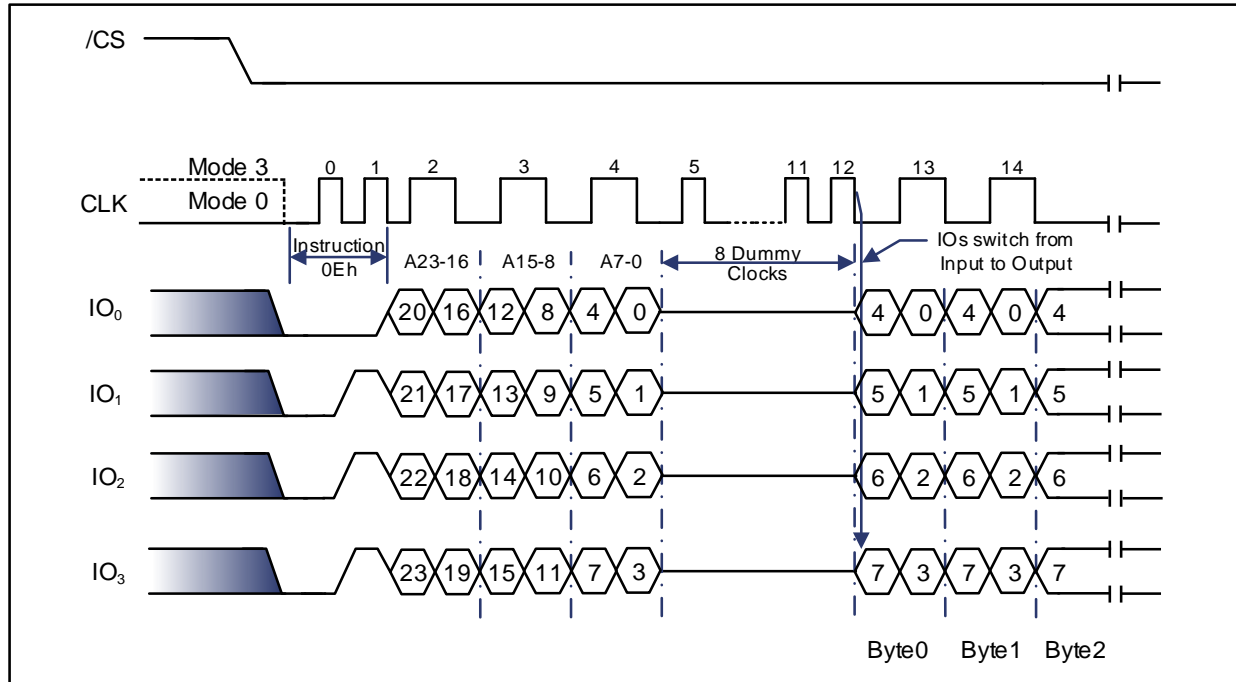 /CS
Mode 3
Mode 0
CLK
0 1 2 3 4 5 11 12 13 14
Instruction
0Eh
A23-16 A15-8 A7-0
8 Dummy
Clocks
IOs switch from
Input to Output
IO0 20 16 12 8 4 0 4 0 4 0 4
IO1 21 17 13 9 5 1 5 1 5 1 5
IO2 22 18 14 10 6 2 6 2 6 2 6
IO3 23 19 15 11 7 3 7 3 7 3 7
Byte0 Byte1 Byte2